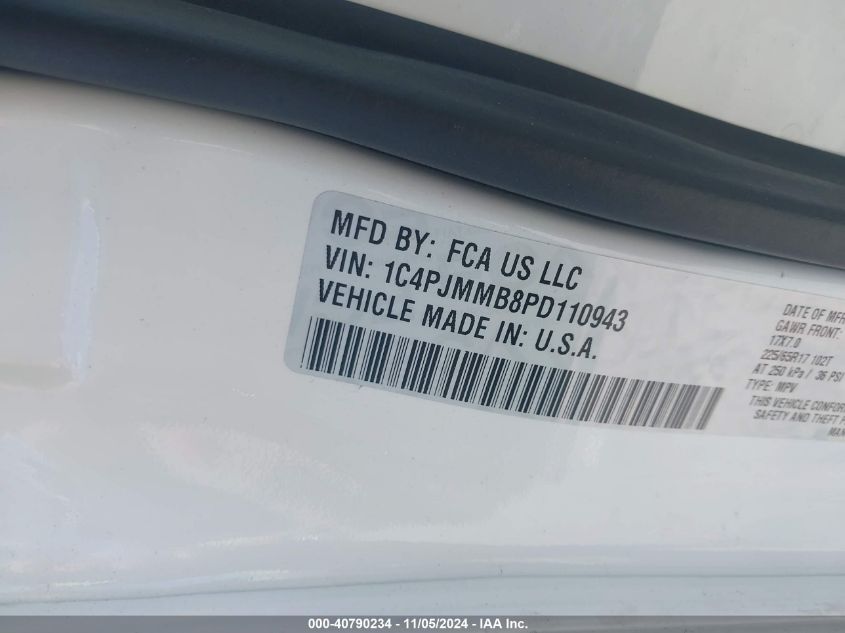 MFD BY: FCA US LLC
VIN: 1C4PJMMB8PD110943
VEHICLE MADE IN: U.S.A.
DATE OF MFR
GAWR FRONT:
17X7.0
225/65R17 102T
AT 250 kPa / 36 PSI
TYPE: MPV
THIS VEHICLE CONFOR
SAFETY AND THEFT P
MAN
000-40790234 - 11/05/2024 - IAA Inc.